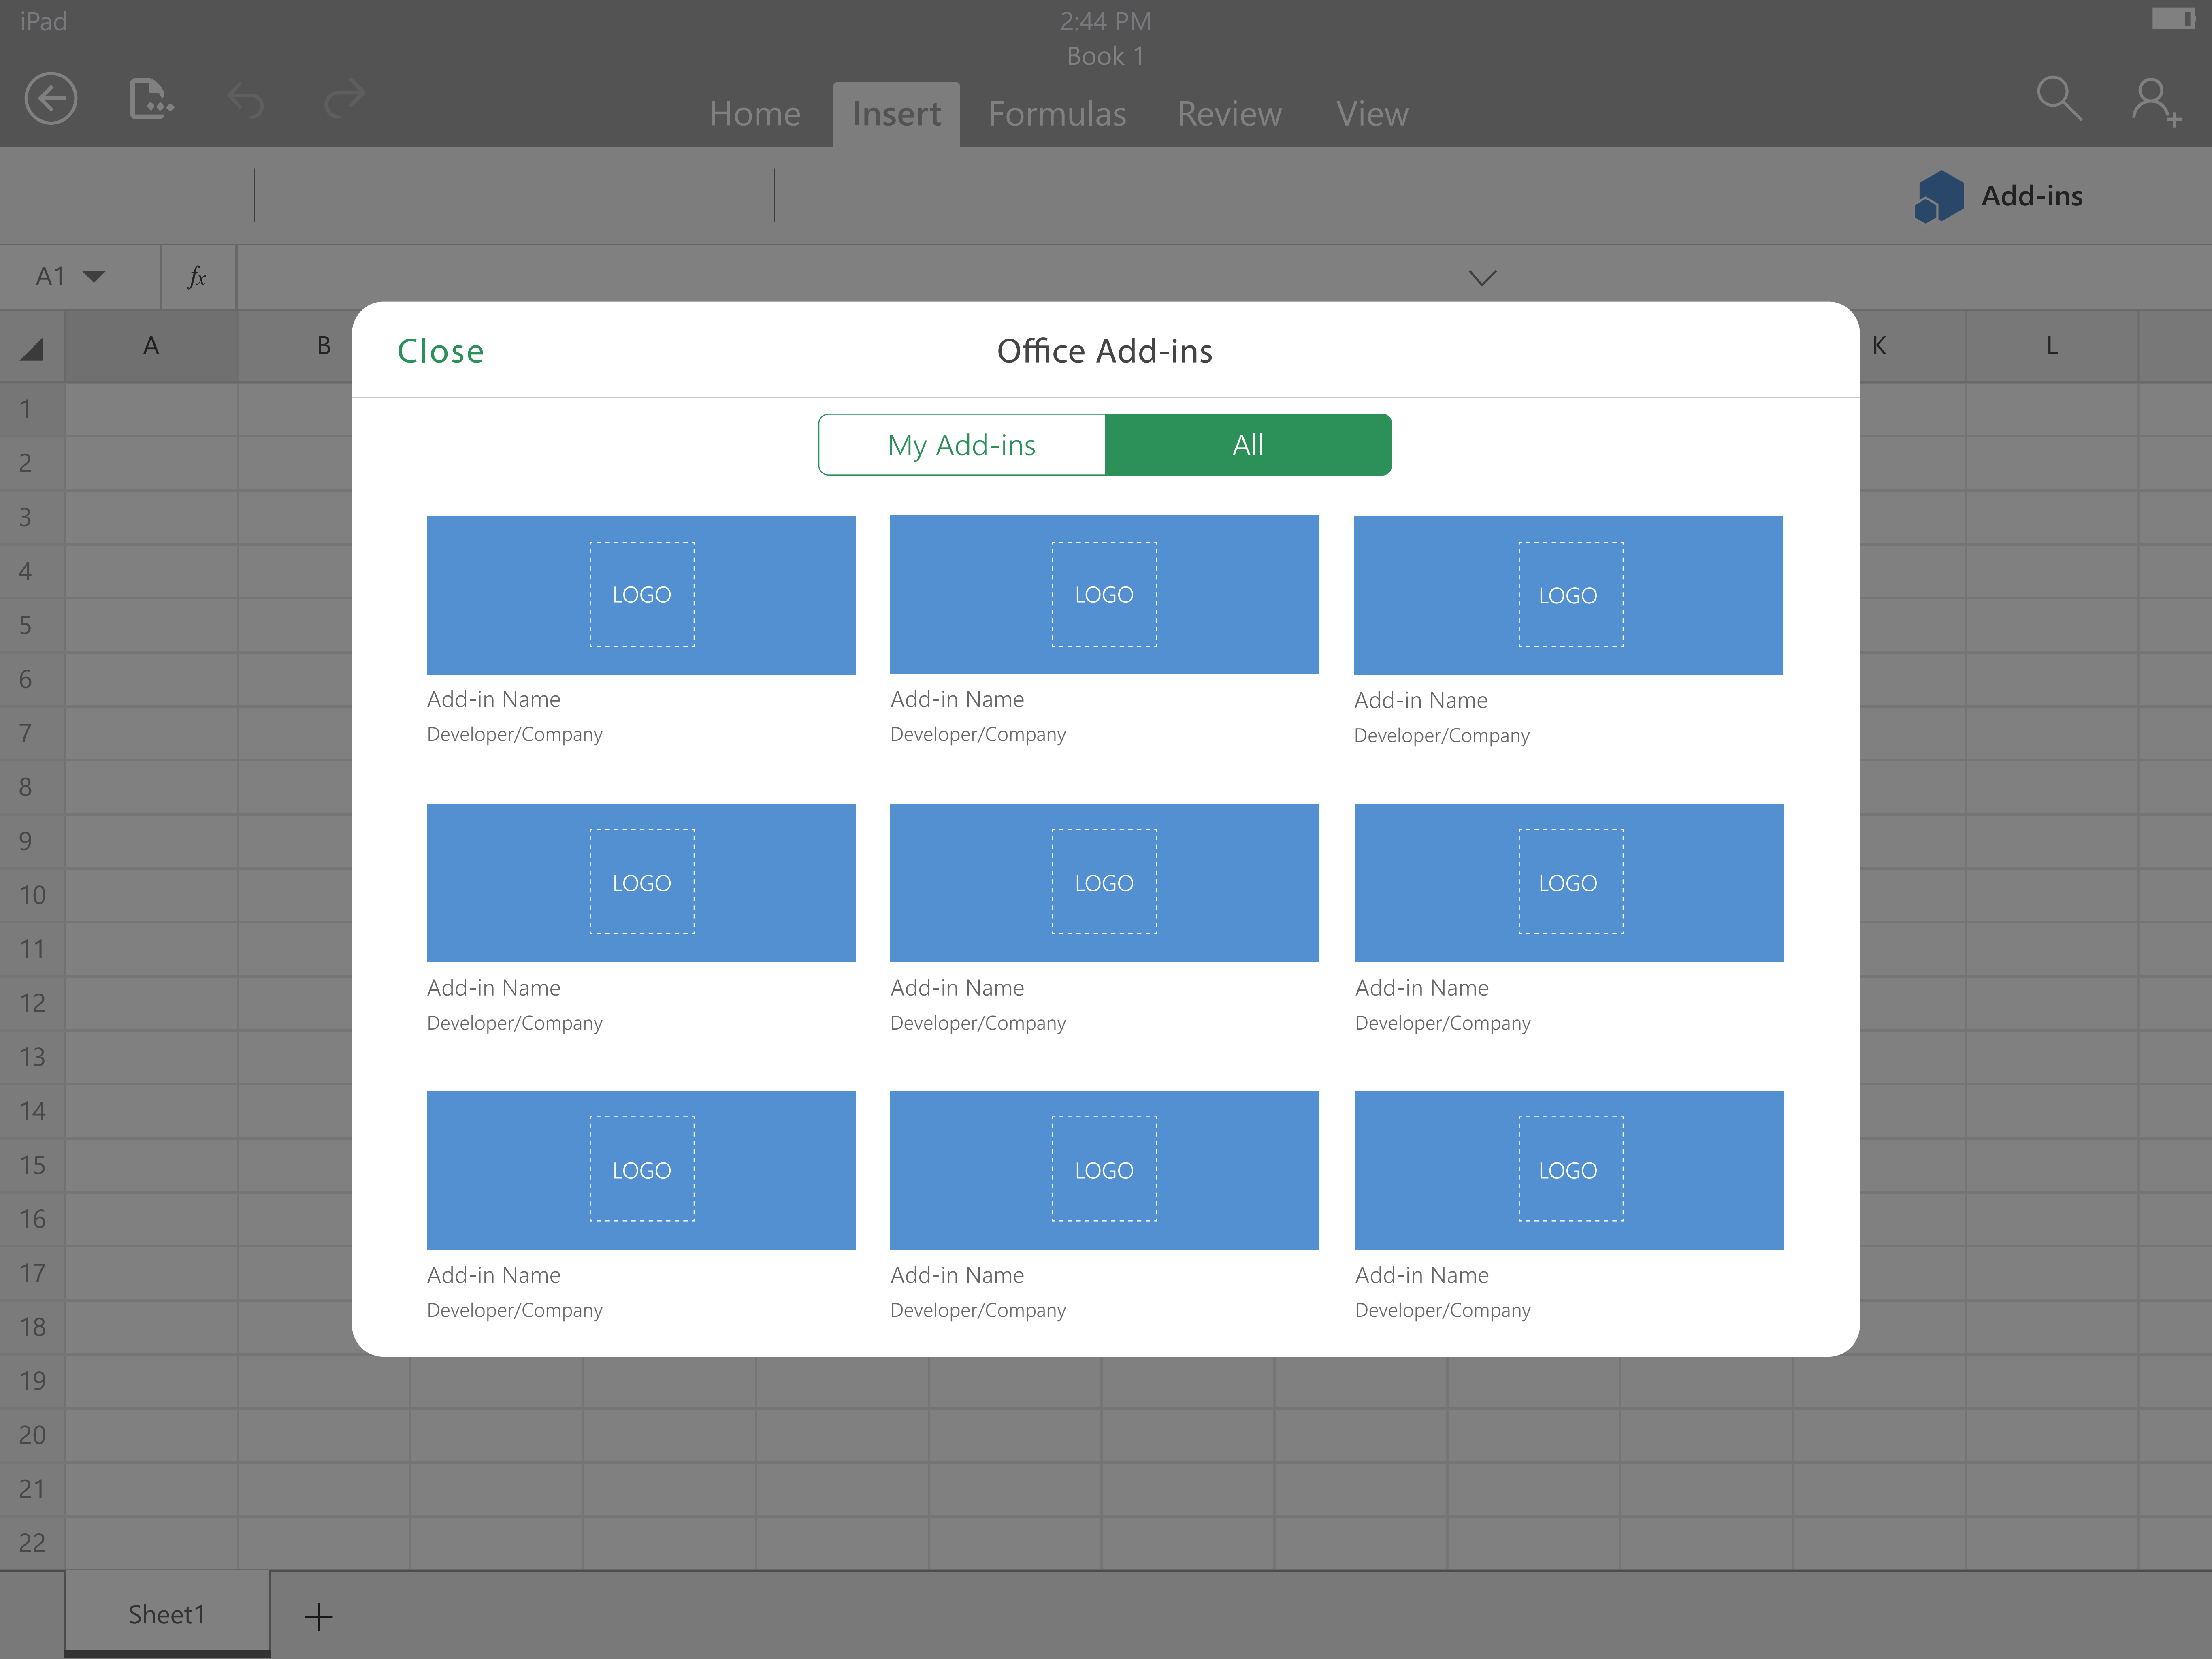 iPad
2:44 PM
Book 1
Home Insert Formulas Review View
Add-ins
A1 fx
A B K L
Close Office Add-ins
My Add-ins All
LOGO LOGO LOGO
Add-in Name Add-in Name Add-in Name
Developer/Company Developer/Company Developer/Company
LOGO LOGO LOGO
Add-in Name Add-in Name Add-in Name
Developer/Company Developer/Company Developer/Company
LOGO LOGO LOGO
Add-in Name Add-in Name Add-in Name
Developer/Company Developer/Company Developer/Company
1
2
3
4
5
6
7
8
9
10
11
12
13
14
15
16
17
18
19
20
21
22
Sheet1 +